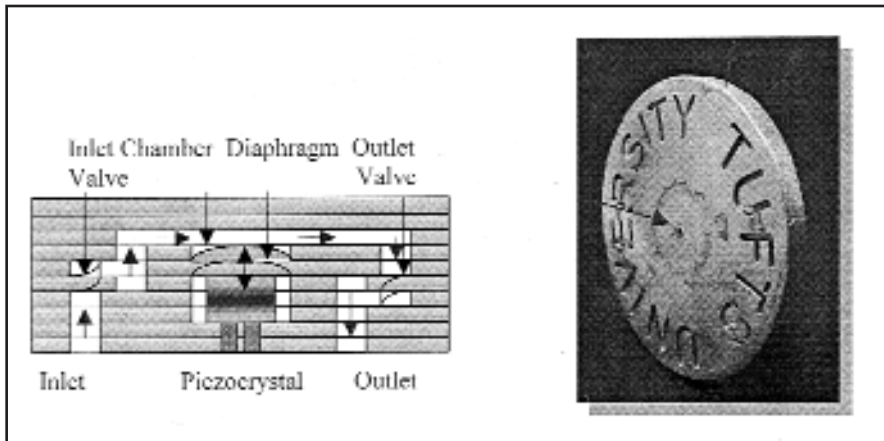 Inlet Chamber Diaphragm Outlet
Valve Valve
Inlet Piezocrystal Outlet
TUFTS UNIVERSITY